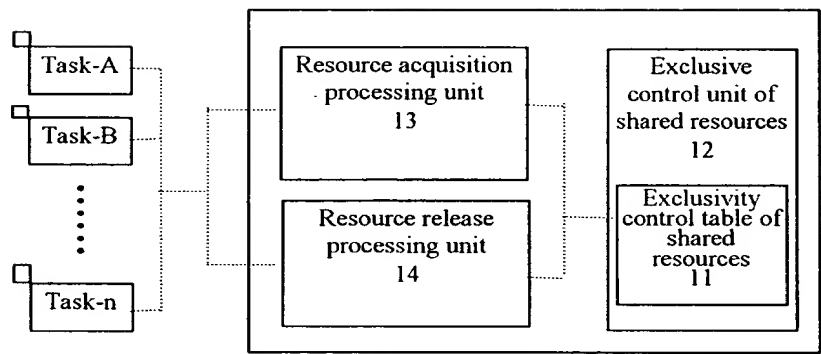 Task-A
Task-B
Task-n
Resource acquisition
processing unit
13
Resource release
processing unit
14
Exclusive
control unit of
shared resources
12
Exclusivity
control table of
shared
resources
11